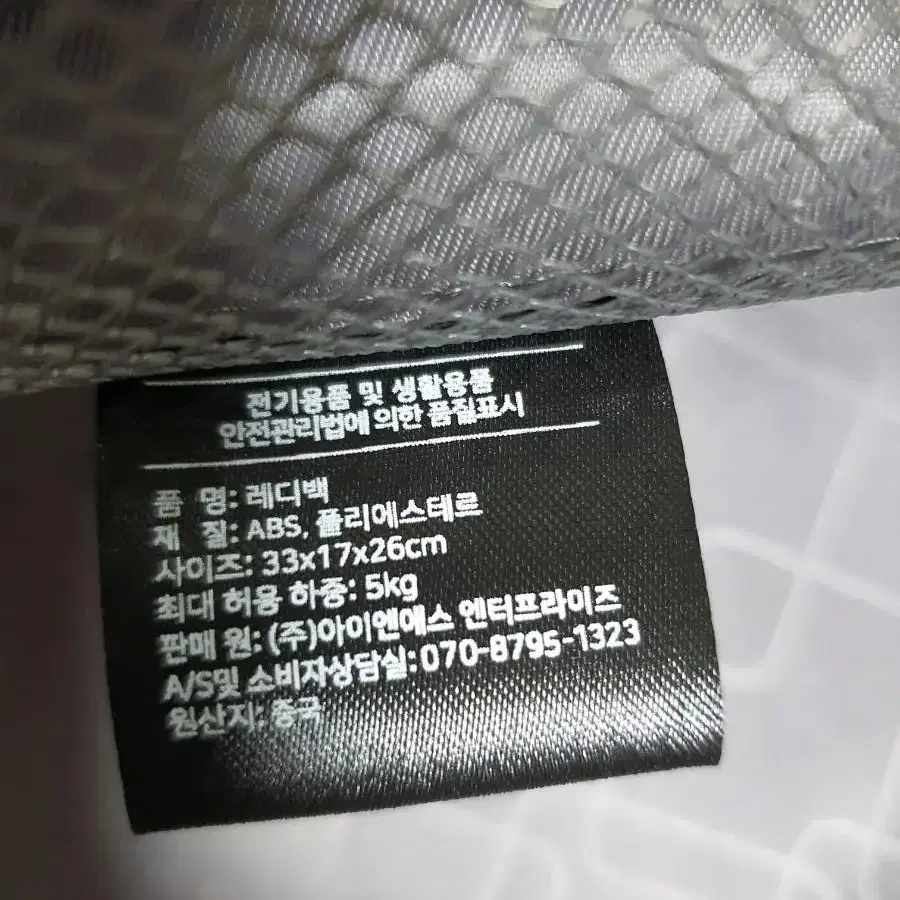 전기용품 및 생활용품
안전관리법에 의한 품질표시
품 명: 레디백
재 질: ABS, 폴리에스테르
사이즈: 33x17x26cm
최대 허용 하중: 5kg
판매 원: (주)아이엔에스 엔터프라이즈
A/S및 소비자상담실: 070-8795-1323
원산지: 중국